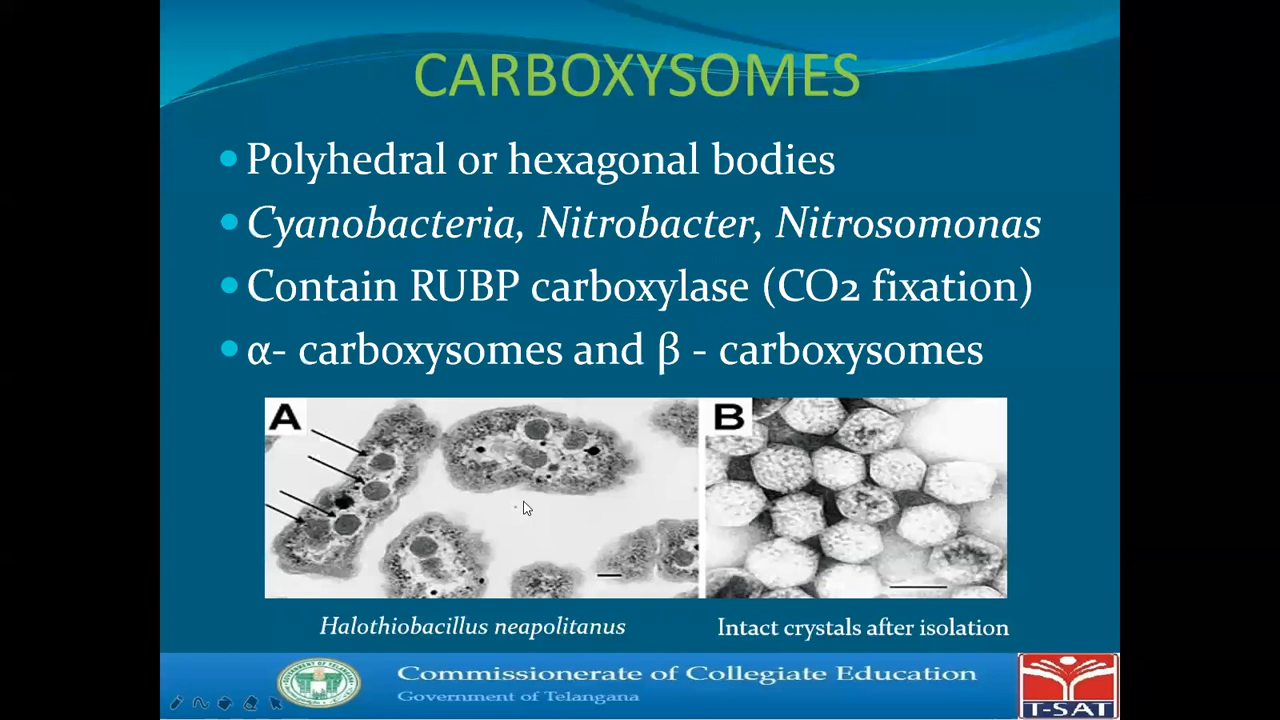 CARBOXYSOMES
Polyhedral or hexagonal bodies
Cyanobacteria, Nitrobacter, Nitrosomonas
Contain RUBP carboxylase (CO2 fixation)
α- carboxysomes and β - carboxysomes
A
B
Halothiobacillus neapolitanus
Intact crystals after isolation
Commissionerate of Collegiate Education
Government of Telangana
T-SAT